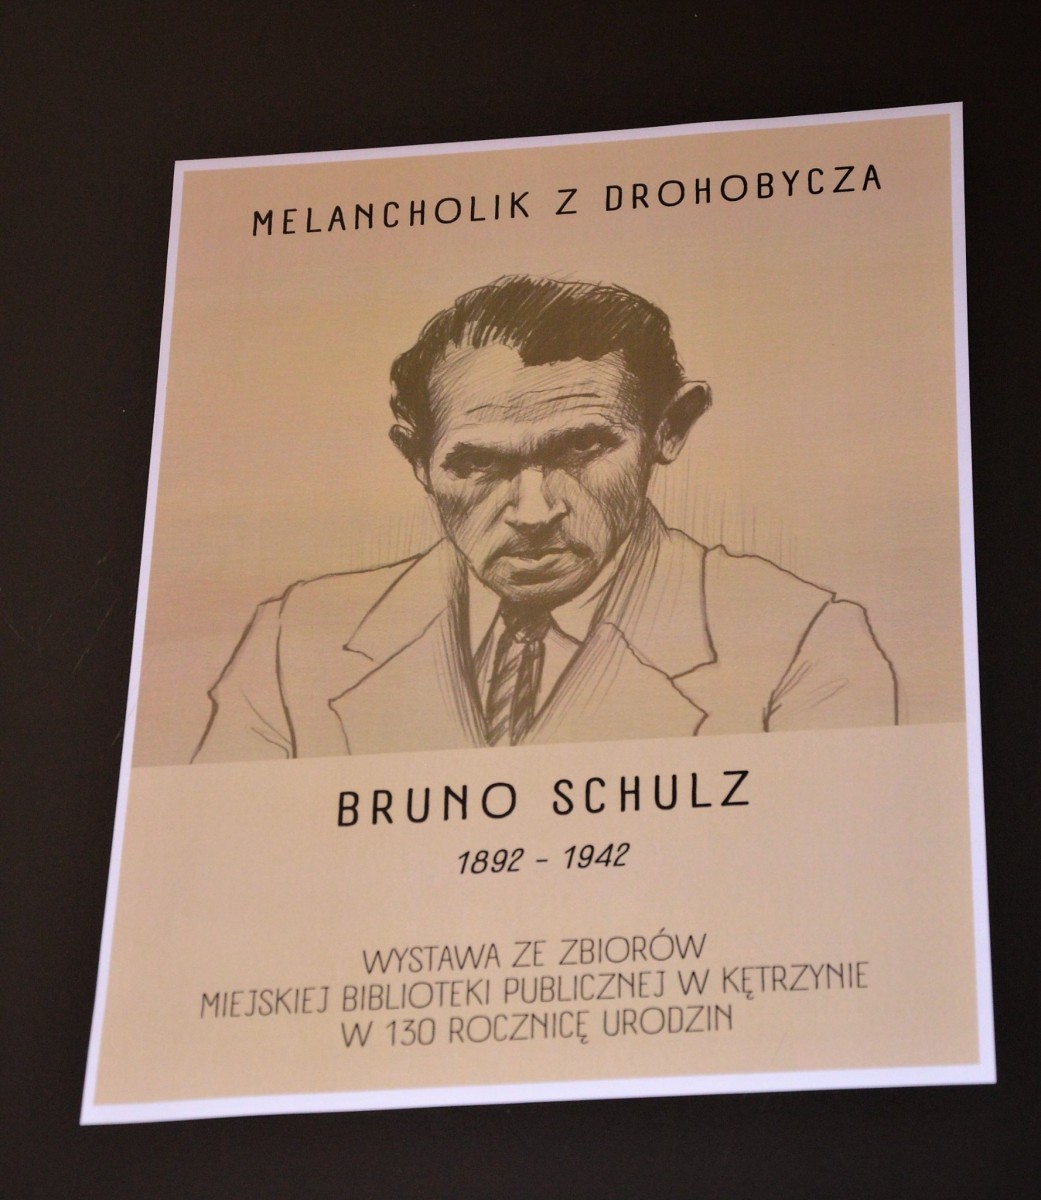 MELANCHOLIK Z DROHOBYCZA
BRUNO SCHULZ
1892 - 1942
WYSTAWA ZE ZBIORÓW
MIEJSKIEJ BIBLIOTEKI PUBLICZNEJ W KĘTRZYNIE
W 130 ROCZNICĘ URODZIN